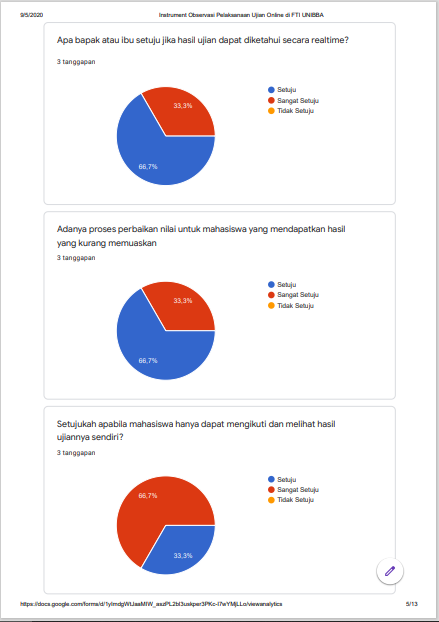 9/5/2020 Instrument Observasi Pelaksanaan Ujian Online di FTI UNIBBA
Apa bapak atau ibu setuju jika hasil ujian dapat diketahui secara realtime?
3 tanggapan
Setuju
Sangat Setuju
Tidak Setuju
33,3%
66,7%
Adanya proses perbaikan nilai untuk mahasiswa yang mendapatkan hasil
yang kurang memuaskan
3 tanggapan
Setuju
Sangat Setuju
Tidak Setuju
33,3%
66,7%
Setujukah apabila mahasiswa hanya dapat mengikuti dan melihat hasil
ujiannya sendiri?
3 tanggapan
Setuju
Sangat Setuju
Tidak Setuju
66,7%
33,3%
5/13